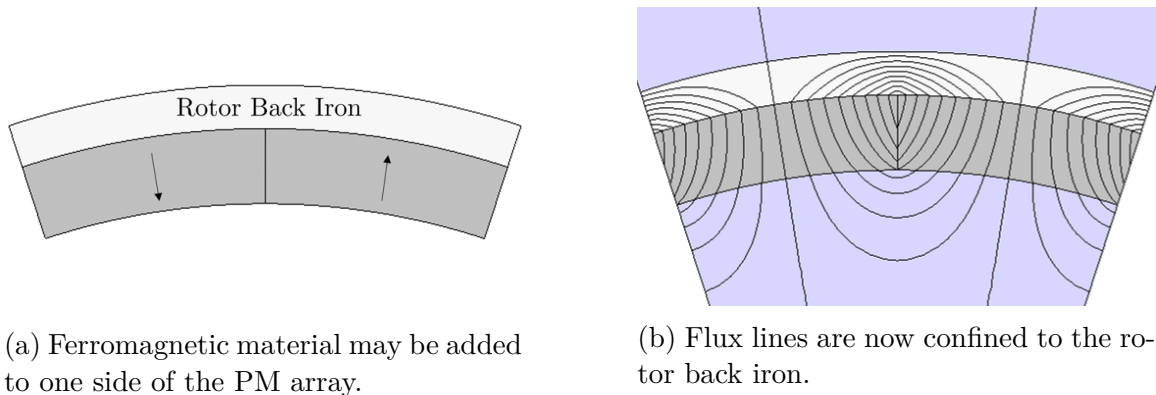 Rotor Back Iron
(a) Ferromagnetic material may be added
to one side of the PM array.
(b) Flux lines are now confined to the ro-
tor back iron.